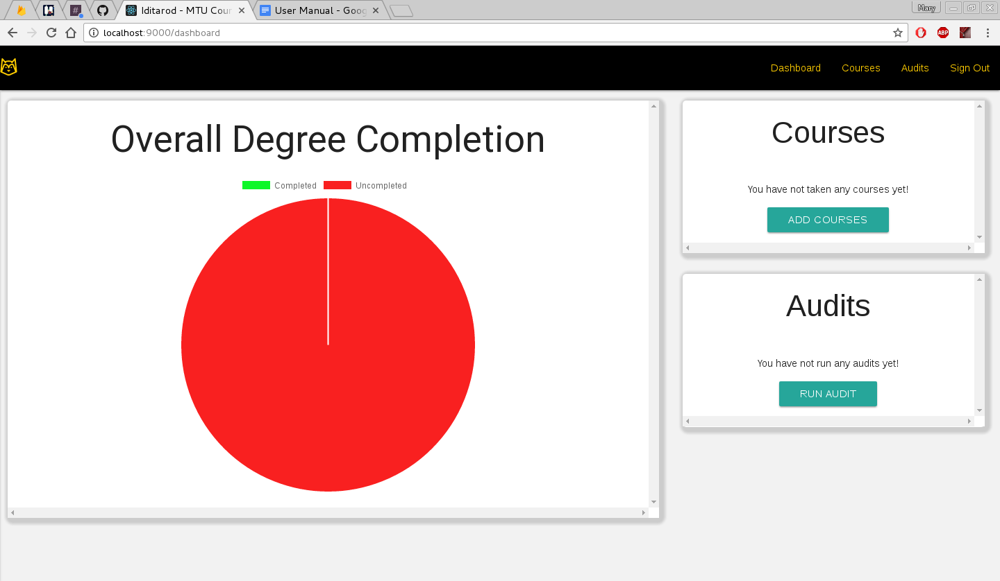 Iditarod - MTU Cour
User Manual - Goog
Mary
localhost:9000/dashboard
ABP
Dashboard
Courses
Audits
Sign Out
Overall Degree Completion
Completed
Uncompleted
Courses
You have not taken any courses yet!
ADD COURSES
Audits
You have not run any audits yet!
RUN AUDIT